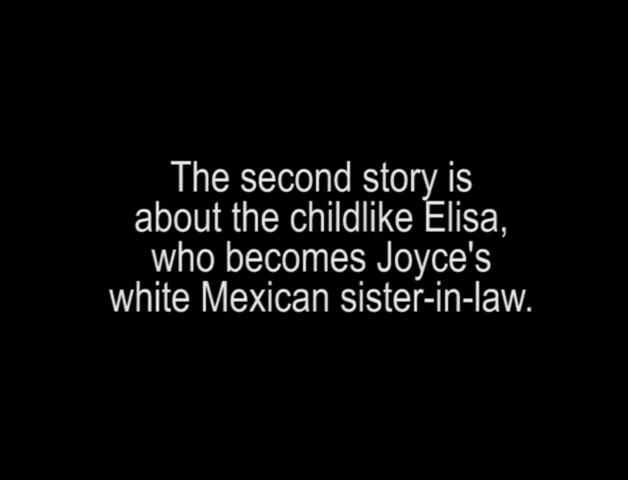 The second story is
about the childlike Elisa,
who becomes Joyce's
white Mexican sister-in-law.